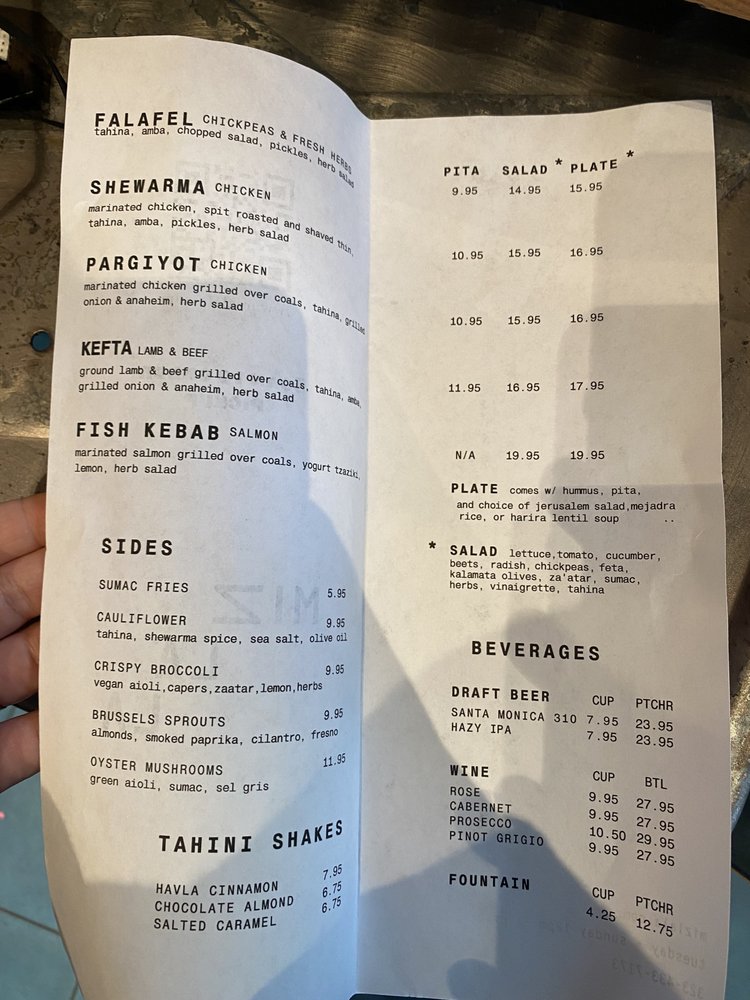 FALAFEL CHICKPEAS & FRESH HERBS
tahina, amba, chopped salad, pickles, herb salad
SHEWARMA CHICKEN
marinated chicken, spit roasted and shaved thin,
tahina, amba, pickles, herb salad
PARGIYOT CHICKEN
marinated chicken grilled over coals, tahina, grilled
onion & anaheim, herb salad
KEFTA LAMB & BEEF
ground lamb & beef grilled over coals, tahina, amba,
grilled onion & anaheim, herb salad
FISH KEBAB SALMON
marinated salmon grilled over coals, yogurt tzaziki,
lemon, herb salad
SIDES
SUMAC FRIES 5.95
CAULIFLOWER 9.95
tahina, shewarma spice, sea salt, olive oil
CRISPY BROCCOLI 9.95
vegan aioli,capers,zaatar,lemon,herbs
BRUSSELS SPROUTS 9.95
almonds, smoked paprika, cilantro, fresno
OYSTER MUSHROOMS 11.95
green aioli, sumac, sel gris
TAHINI SHAKES
HAVLA CINNAMON 7.95
CHOCOLATE ALMOND 6.75
SALTED CARAMEL 6.75
PITA SALAD * PLATE *
9.95 14.95 15.95
10.95 15.95 16.95
10.95 15.95 16.95
11.95 16.95 17.95
N/A 19.95 19.95
PLATE comes w/ hummus, pita,
and choice of jerusalem salad,mejadra
rice, or harira lentil soup ..
* SALAD lettuce,tomato, cucumber,
beets, radish, chickpeas, feta,
kalamata olives, za'atar, sumac,
herbs, vinaigrette, tahina
BEVERAGES
DRAFT BEER CUP PTCHR
SANTA MONICA 310 7.95 23.95
HAZY IPA 7.95 23.95
WINE CUP BTL
ROSE 9.95 27.95
CABERNET 9.95 27.95
PROSECCO 10.50 29.95
PINOT GRIGIO 9.95 27.95
FOUNTAIN CUP PTCHR
4.25 12.75